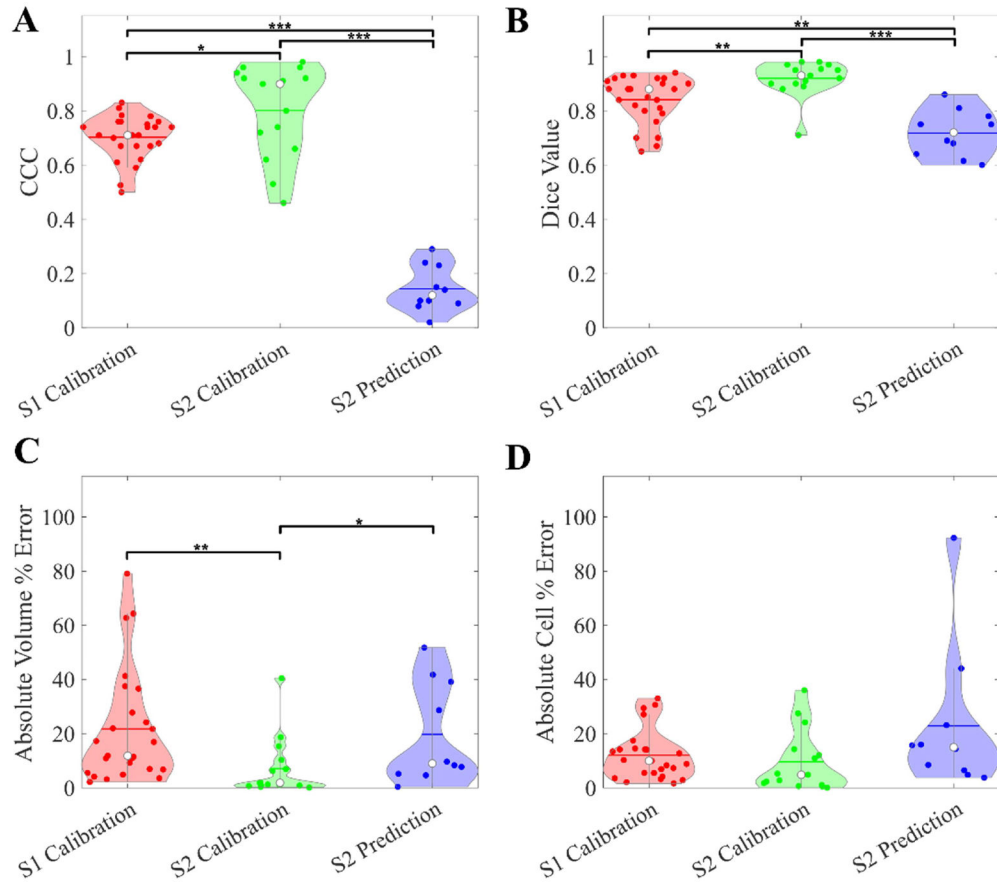 A
***
*
***
1
0.8
0.6
0.4
0.2
0
CCC
S1 Calibration
S2 Calibration
S2 Prediction
B
**
**
***
1
0.8
0.6
0.4
0.2
0
Dice Value
S1 Calibration
S2 Calibration
S2 Prediction
C
**
*
100
80
60
40
20
0
Absolute Volume % Error
S1 Calibration
S2 Calibration
S2 Prediction
D
100
80
60
40
20
0
Absolute Cell % Error
S1 Calibration
S2 Calibration
S2 Prediction